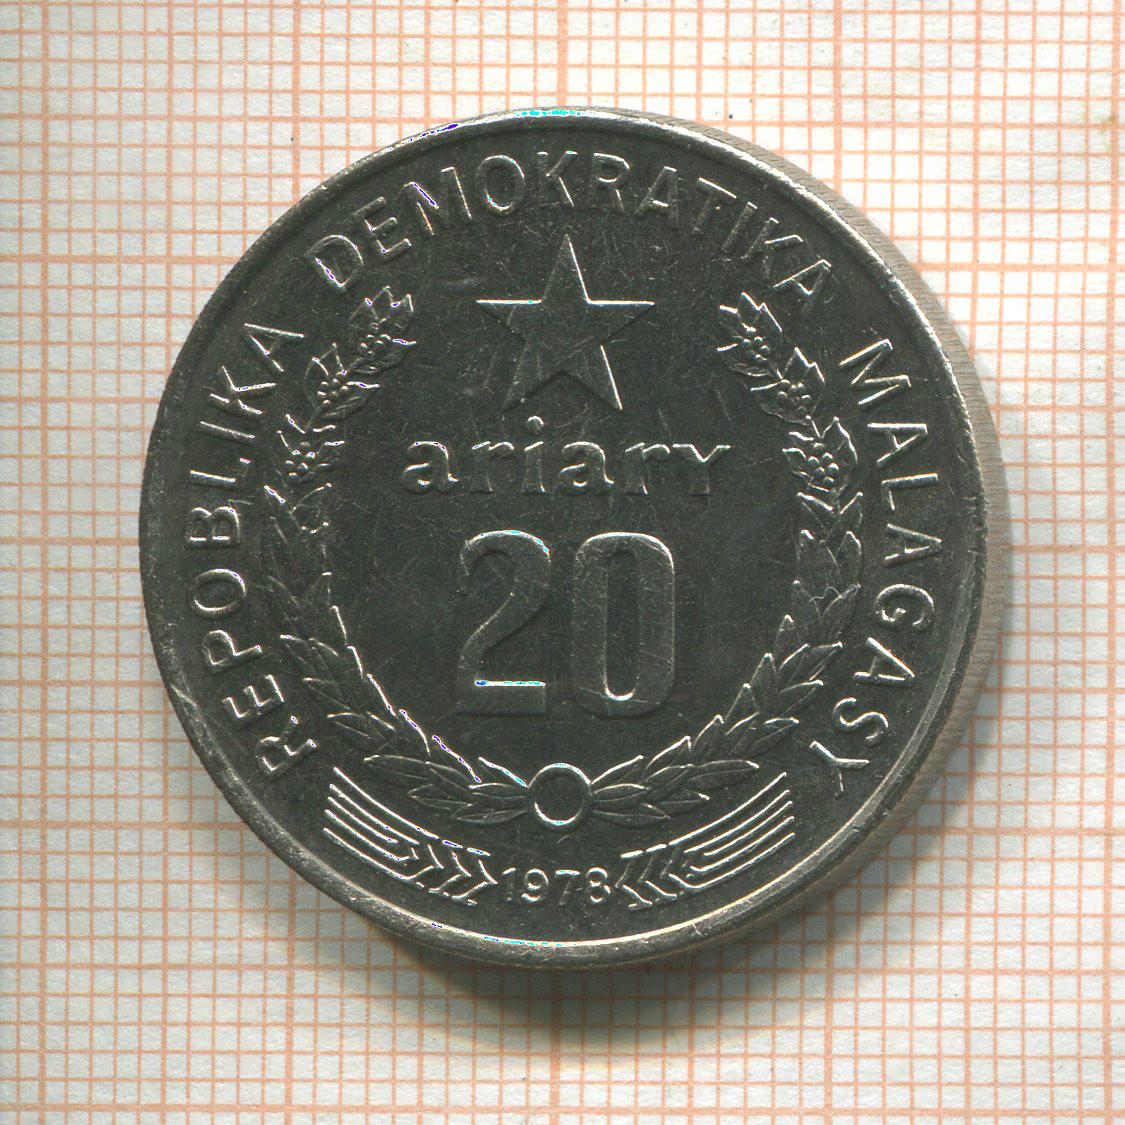 REPOBLIKA DEMOKRATIKA MALAGASY
ariary
20
1978